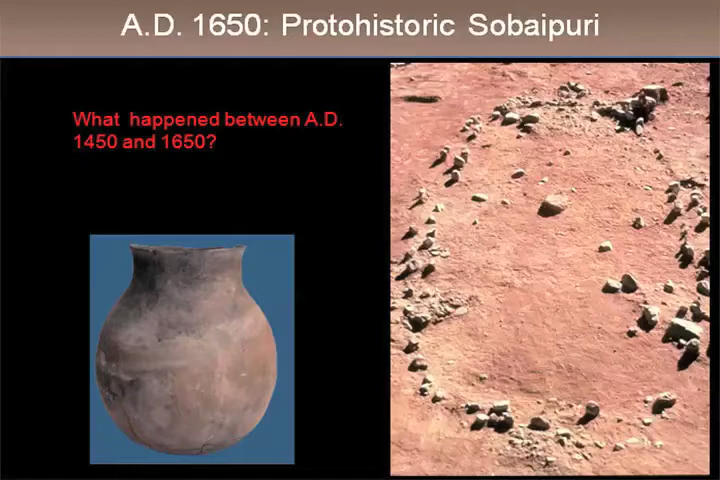 A.D. 1650: Protohistoric Sobaipuri
What happened between A.D.
1450 and 1650?